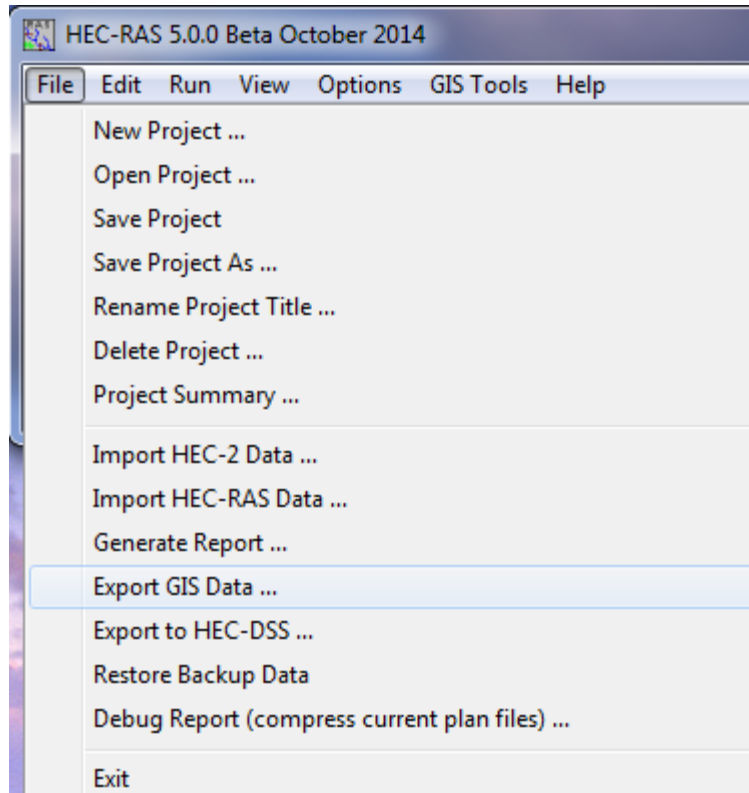 HEC-RAS 5.0.0 Beta October 2014
File Edit Run View Options GIS Tools Help
New Project ...
Open Project ...
Save Project
Save Project As ...
Rename Project Title ...
Delete Project ...
Project Summary ...
Import HEC-2 Data ...
Import HEC-RAS Data ...
Generate Report ...
Export GIS Data ...
Export to HEC-DSS ...
Restore Backup Data
Debug Report (compress current plan files) ...
Exit